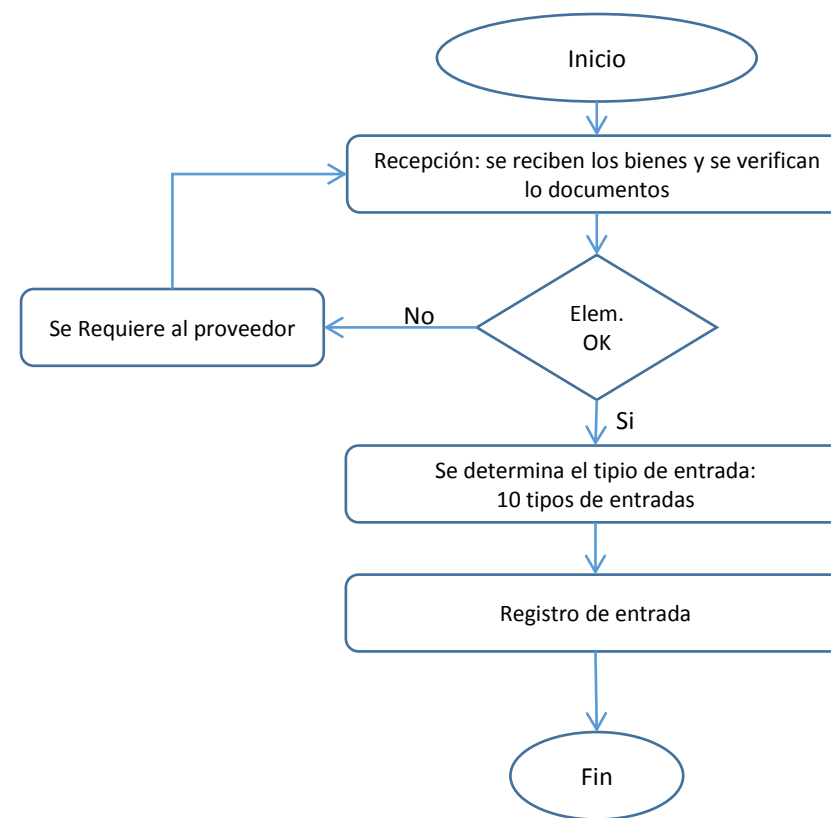 Inicio
Recepción: se reciben los bienes y se verifican
lo documentos
Elem.
OK
No
Se Requiere al proveedor
Si
Se determina el tipio de entrada:
10 tipos de entradas
Registro de entrada
Fin